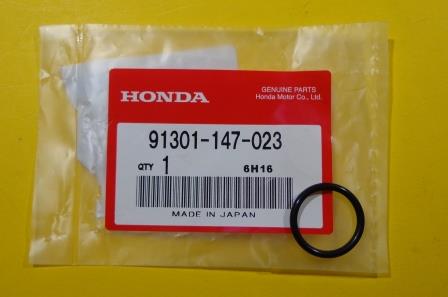 HONDA
GENUINE PARTS
Honda Motor Co., Ltd.
91301-147-023
QTY 1 6H16
MADE IN JAPAN